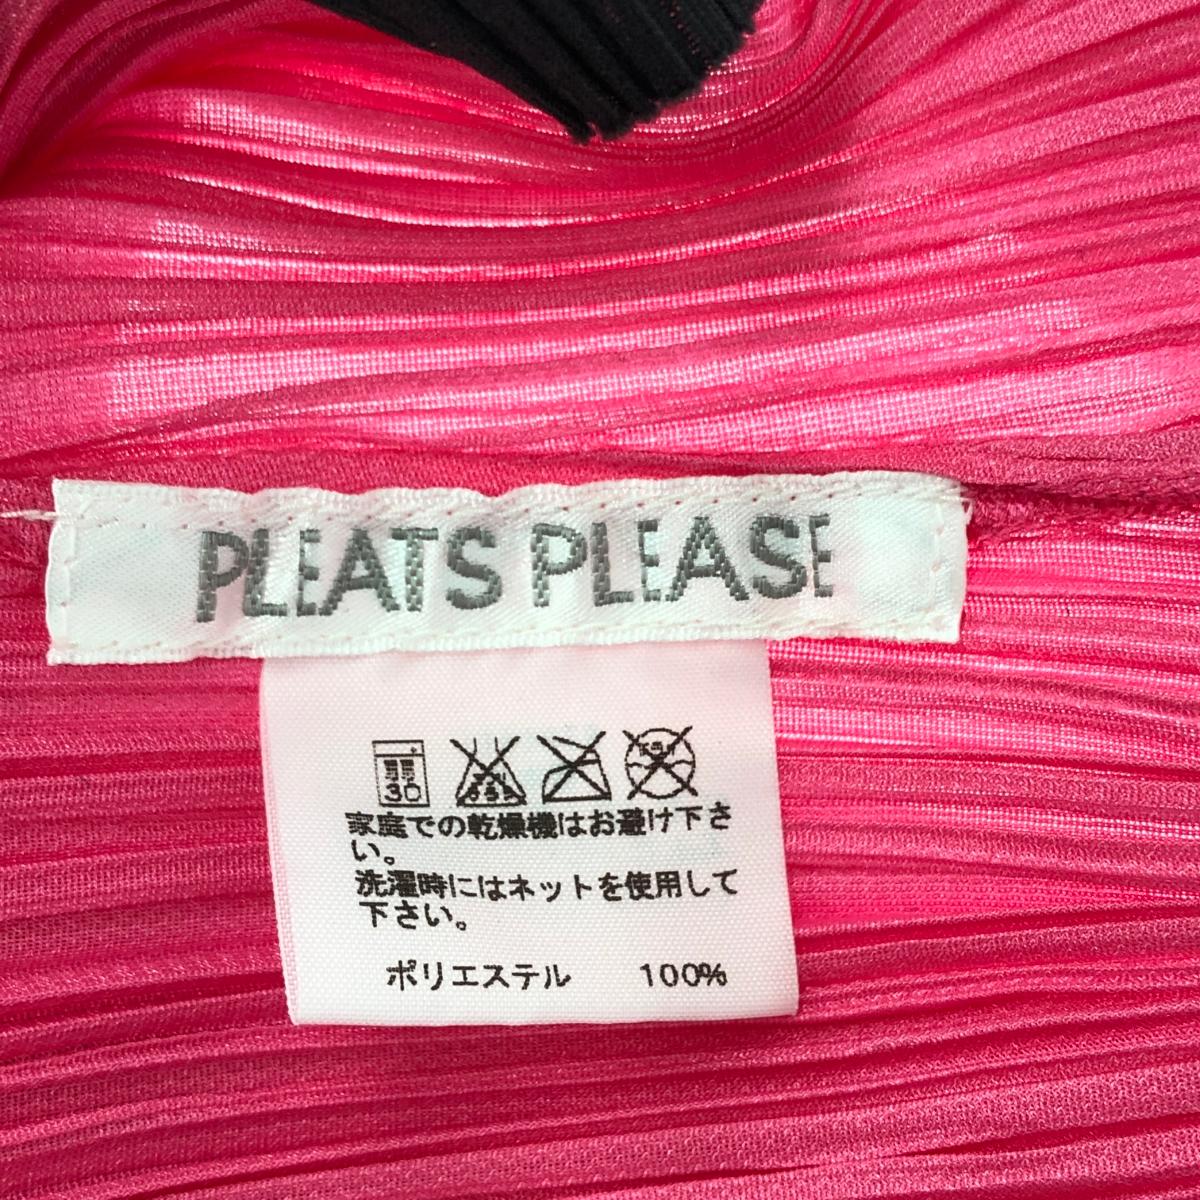 PLEATS PLEASE
弱
30
家庭での乾燥機はお避け下さ
い。
洗濯時にはネットを使用して
下さい。
ポリエステル 100%